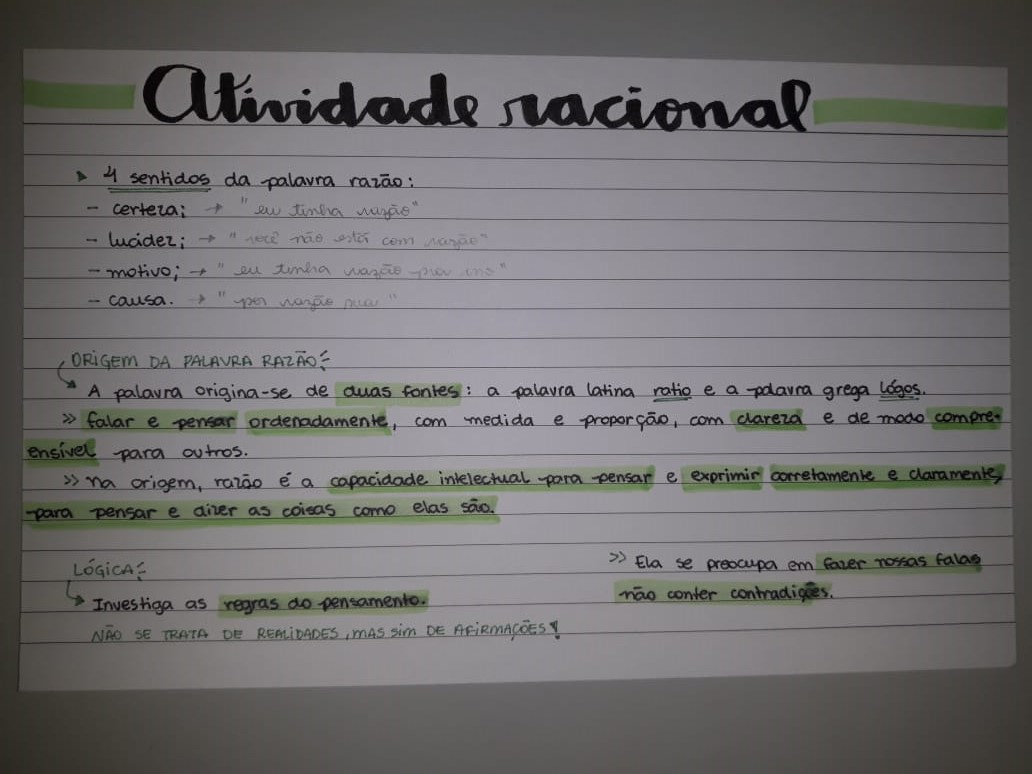 Atividade racional
4 sentidos da palavra razão:
- certeza; → "eu tinha razão"
- lucidez; → "você não está com razão"
- motivo; → "eu tinha razão pra isso"
- causa. → "por razão sua"
ORIGEM DA PALAVRA RAZÃO:
A palavra origina-se de duas fontes: a palavra latina ratio e a palavra grega lógos.
>> falar e pensar ordenadamente, com medida e proporção, com clareza e de modo compre-
ensível para outros.
>> na origem, razão é a capacidade intelectual para pensar e exprimir corretamente e claramente,
para pensar e dizer as coisas como elas são.
LÓGICA:
Investiga as regras do pensamento.
NÃO SE TRATA DE REALIDADES, MAS SIM DE AFIRMAÇÕES!
>> Ela se preocupa em fazer nossas falas
não conter contradições.